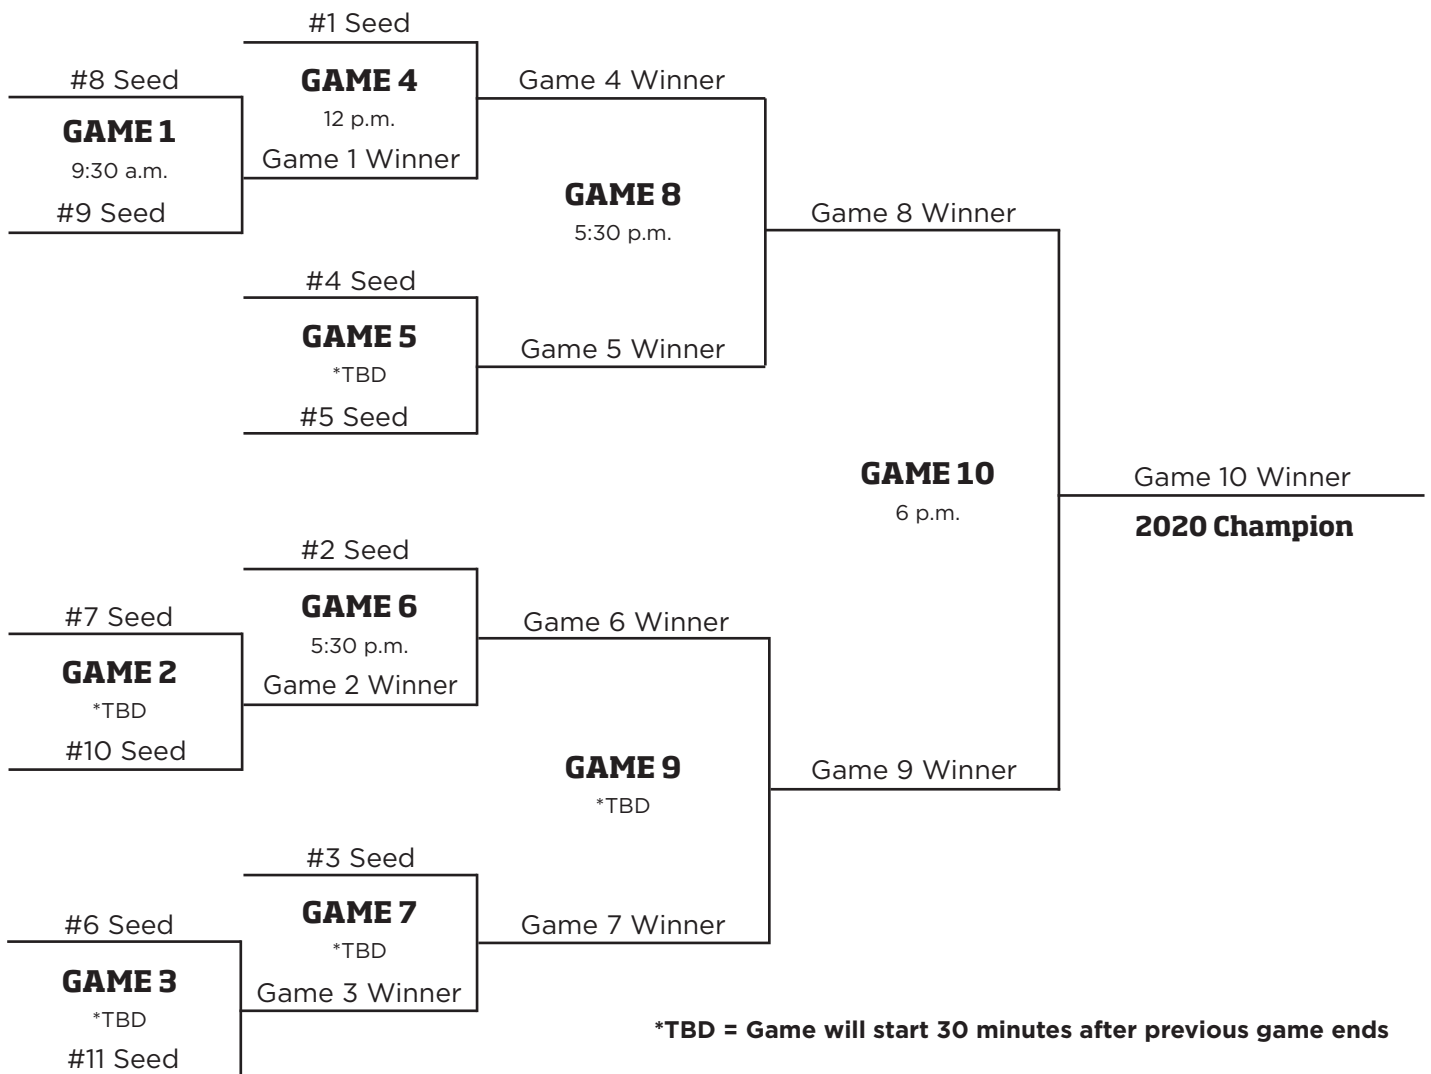 #1 Seed
#8 Seed
GAME 4
Game 4 Winner
12 p.m.
GAME 1
Game 1 Winner
9:30 a.m.
#9 Seed
GAME 8
Game 8 Winner
5:30 p.m.
#4 Seed
GAME 5
Game 5 Winner
*TBD
#5 Seed
GAME 10
Game 10 Winner
6 p.m.
2020 Champion
#2 Seed
#7 Seed
GAME 6
Game 6 Winner
5:30 p.m.
GAME 2
Game 2 Winner
*TBD
#10 Seed
GAME 9
Game 9 Winner
*TBD
#3 Seed
#6 Seed
GAME 7
Game 7 Winner
*TBD
GAME 3
Game 3 Winner
*TBD
#11 Seed
*TBD = Game will start 30 minutes after previous game ends